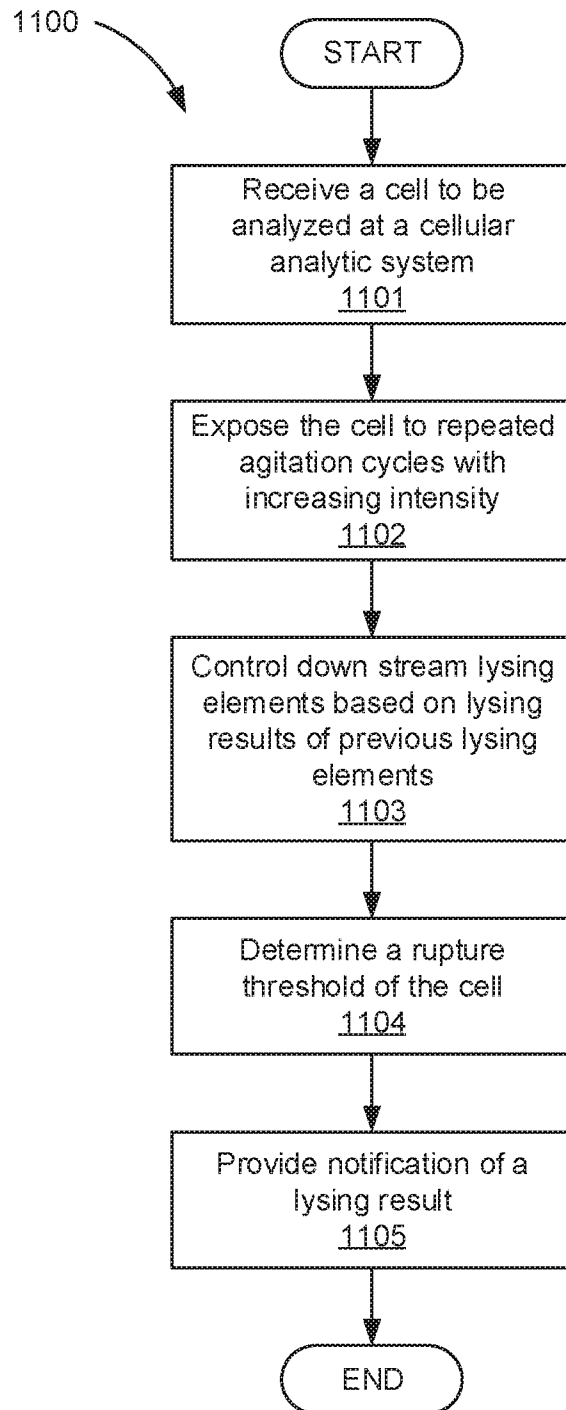 1100
START
Receive a cell to be
analyzed at a cellular
analytic system
1101
Expose the cell to repeated
agitation cycles with
increasing intensity
1102
Control down stream lysing
elements based on lysing
results of previous lysing
elements
1103
Determine a rupture
threshold of the cell
1104
Provide notification of a
lysing result
1105
END